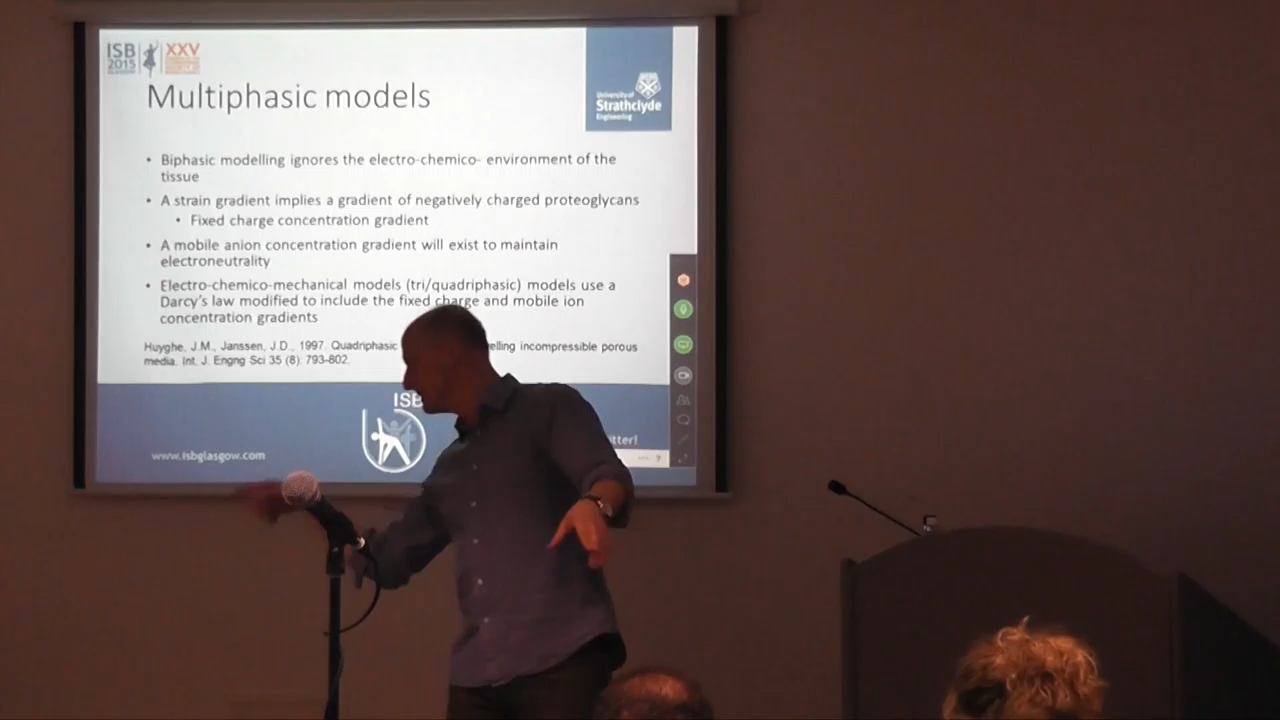 ISB
2015
GLASGOW
XXV
Multiphasic models
University of
Strathclyde
Engineering
• Biphasic modelling ignores the electro-chemico- environment of the
tissue
• A strain gradient implies a gradient of negatively charged proteoglycans
• Fixed charge concentration gradient
• A mobile anion concentration gradient will exist to maintain
electroneutrality
• Electro-chemico-mechanical models (tri/quadriphasic) models use a
Darcy's law modified to include the fixed charge and mobile ion
concentration gradients
Huyghe, J.M., Janssen, J.D., 1997. Quadriphasic elling incompressible porous
media. Int. J. Engng Sci 35 (8): 793-802.
ISB
www.isbglasgow.com
tter!